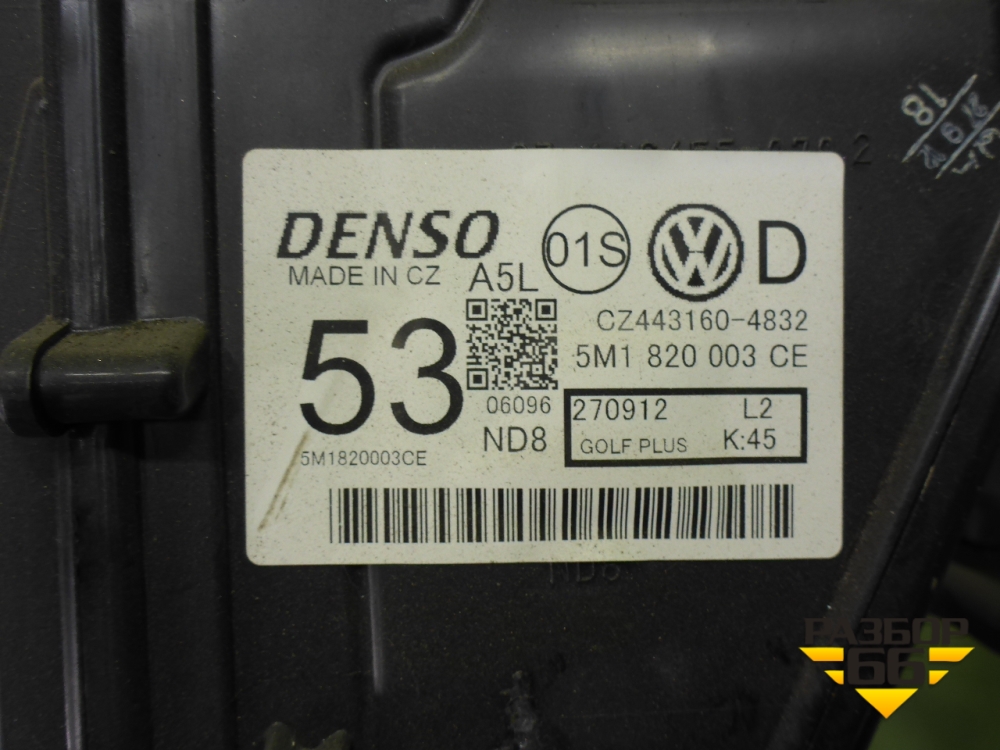 DENSO
MADE IN CZ
A5L
01S
D
CZ443160-4832
5M1 820 003 CE
53
06096
ND8
270912 L2
GOLF PLUS K:45
5M1820003CE
18
РАЗБОР
66